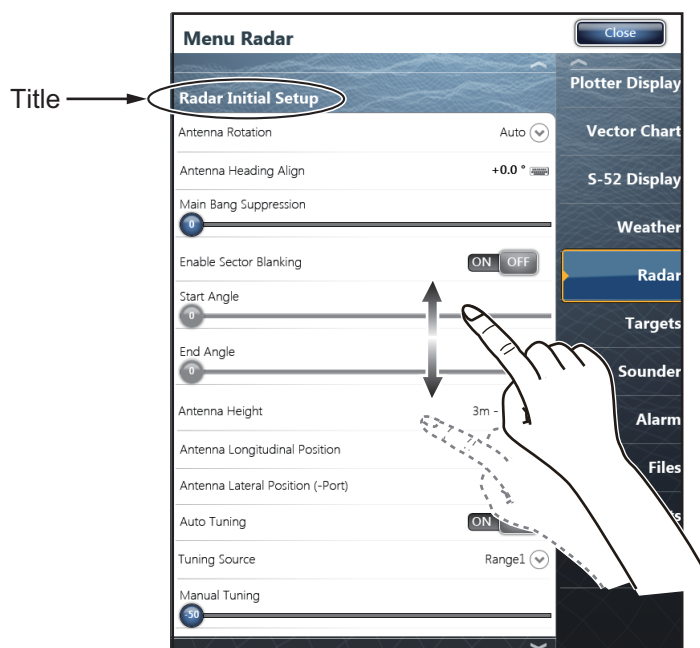 Menu Radar
Close
Title
Radar Initial Setup
Antenna Rotation Auto
Antenna Heading Align +0.0 °
Main Bang Suppression
0
Enable Sector Blanking ON OFF
Start Angle
0
End Angle
0
Antenna Height 3m -
Antenna Longitudinal Position
Antenna Lateral Position (-Port)
Auto Tuning ON
Tuning Source Range1
Manual Tuning
-50
Plotter Display
Vector Chart
S-52 Display
Weather
Radar
Targets
Sounder
Alarm
Files